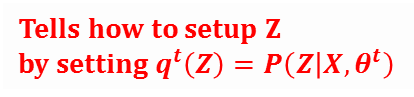 Tells how to setup Z
by setting qᵗ(Z) = P(Z|X, θᵗ)